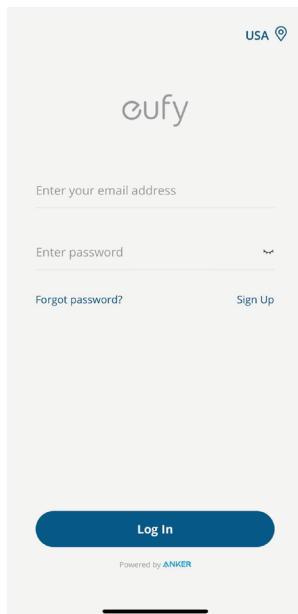 USA
eufy
Enter your email address
Enter password
Forgot password? Sign Up
Log In
Powered by ANKER